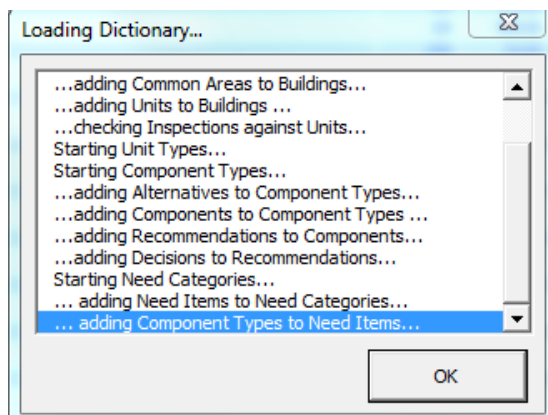 Loading Dictionary...
...adding Common Areas to Buildings...
...adding Units to Buildings ...
...checking Inspections against Units...
Starting Unit Types...
Starting Component Types...
...adding Alternatives to Component Types...
...adding Components to Component Types ...
...adding Recommendations to Components...
...adding Decisions to Recommendations...
Starting Need Categories...
... adding Need Items to Need Categories...
... adding Component Types to Need Items...
OK